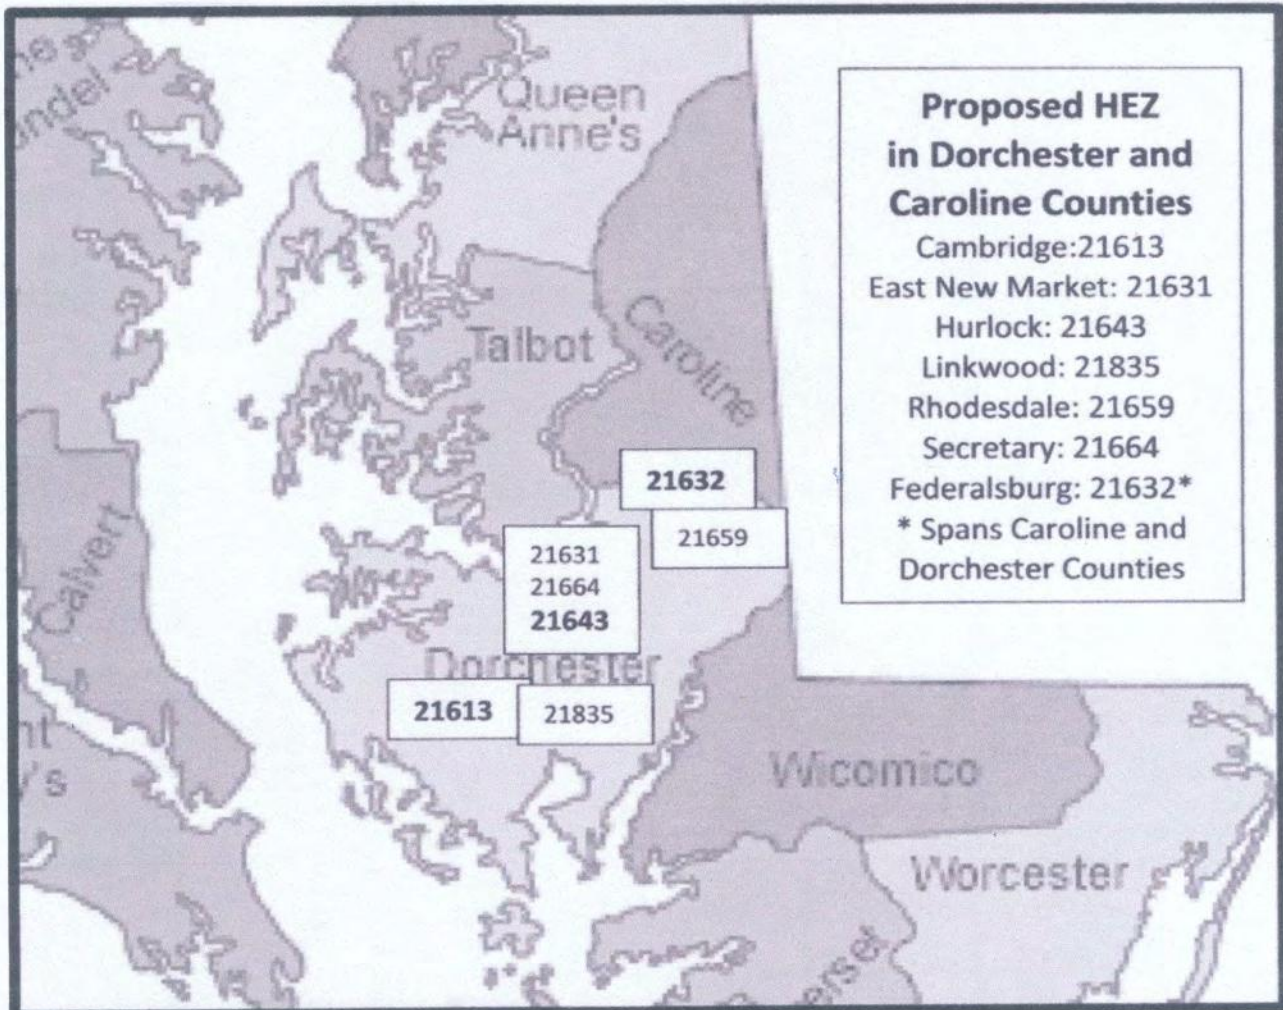 Queen
Anne's
Talbot
Caroline
Calvert
Dorchester
Wicomico
Worcester
21632
21659
21631
21664
21643
21613
21835
Proposed HEZ
in Dorchester and
Caroline Counties
Cambridge:21613
East New Market: 21631
Hurlock: 21643
Linkwood: 21835
Rhodesdale: 21659
Secretary: 21664
Federalsburg: 21632*
* Spans Caroline and
Dorchester Counties